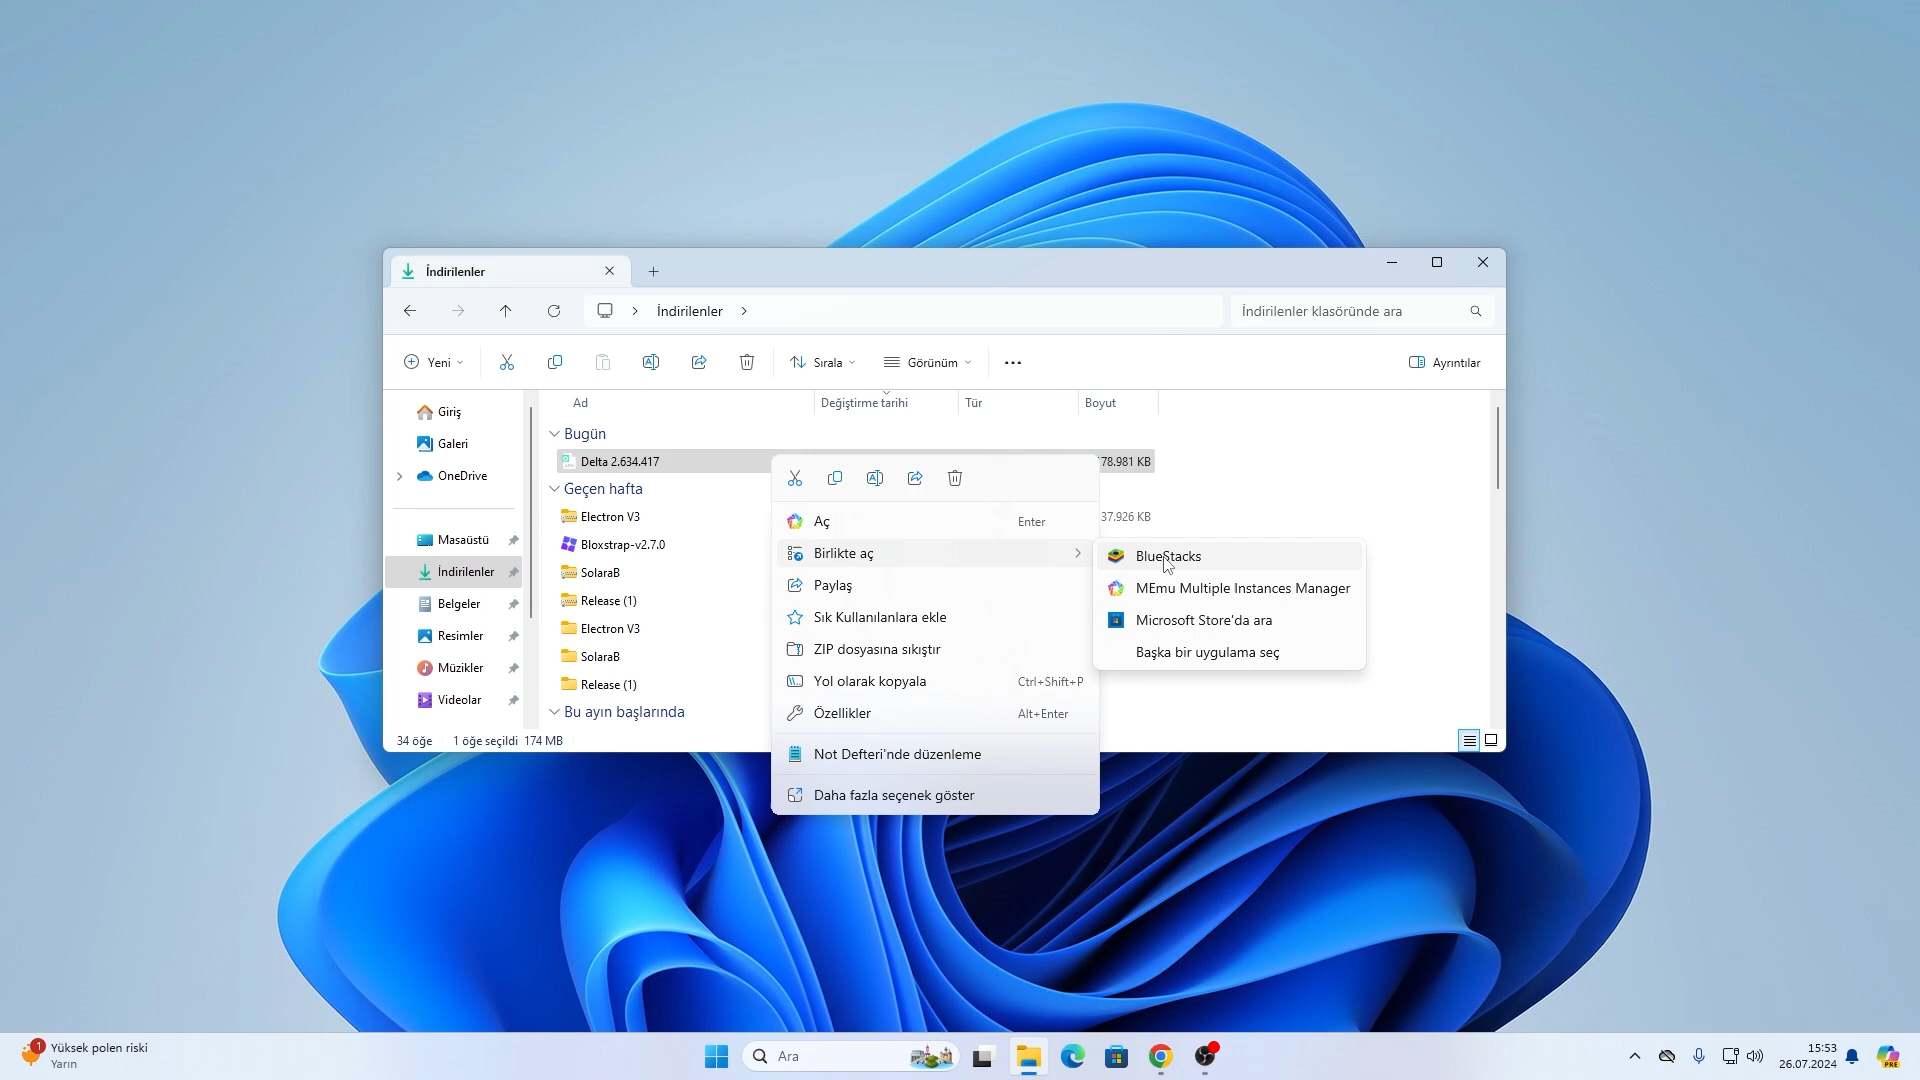 İndirilenler
İndirilenler
İndirilenler klasöründe ara
Yeni
Sırala
Görünüm
Ayrıntılar
Giriş
Galeri
OneDrive
Masaüstü
İndirilenler
Belgeler
Resimler
Müzikler
Videolar
Ad
Değiştirme tarihi
Tür
Boyut
Bugün
Delta 2.634.417
178.981 KB
Geçen hafta
Electron V3
37.926 KB
Bloxstrap-v2.7.0
SolaraB
Release (1)
Electron V3
SolaraB
Release (1)
Bu ayın başlarında
34 öğe
1 öğe seçildi 174 MB
Aç Enter
Birlikte aç
Paylaş
Sık Kullanılanlara ekle
ZIP dosyasına sıkıştır
Yol olarak kopyala Ctrl+Shift+P
Özellikler Alt+Enter
Not Defteri'nde düzenleme
Daha fazla seçenek göster
BlueStacks
MEmu Multiple Instances Manager
Microsoft Store'da ara
Başka bir uygulama seç
1
Yüksek polen riski
Yarın
Ara
15:53
26.07.2024
PRE